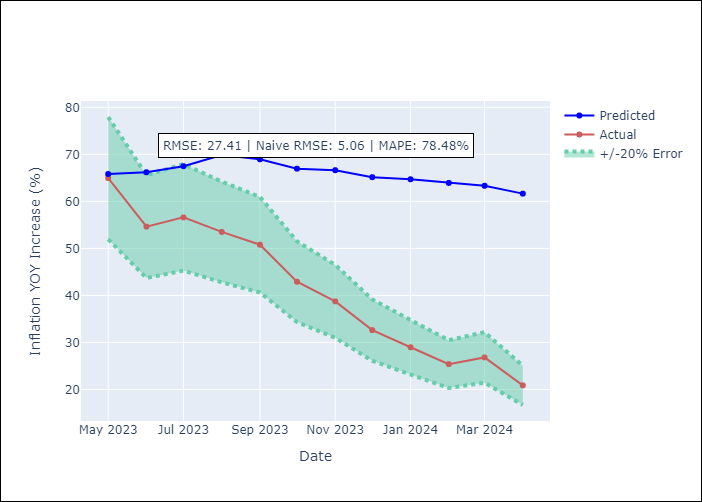 80
RMSE: 27.41 | Naive RMSE: 5.06 | MAPE: 78.48%
70
60
50
40
30
20
Inflation YOY Increase (%)
May 2023
Jul 2023
Sep 2023
Nov 2023
Jan 2024
Mar 2024
Date
Predicted
Actual
+/-20% Error